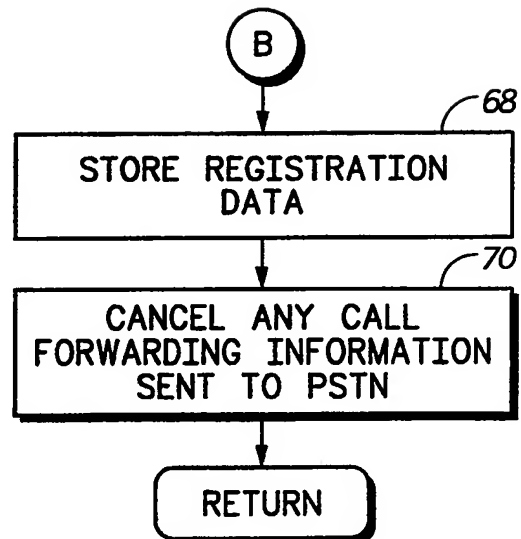 B
68
STORE REGISTRATION
DATA
70
CANCEL ANY CALL
FORWARDING INFORMATION
SENT TO PSTN
RETURN